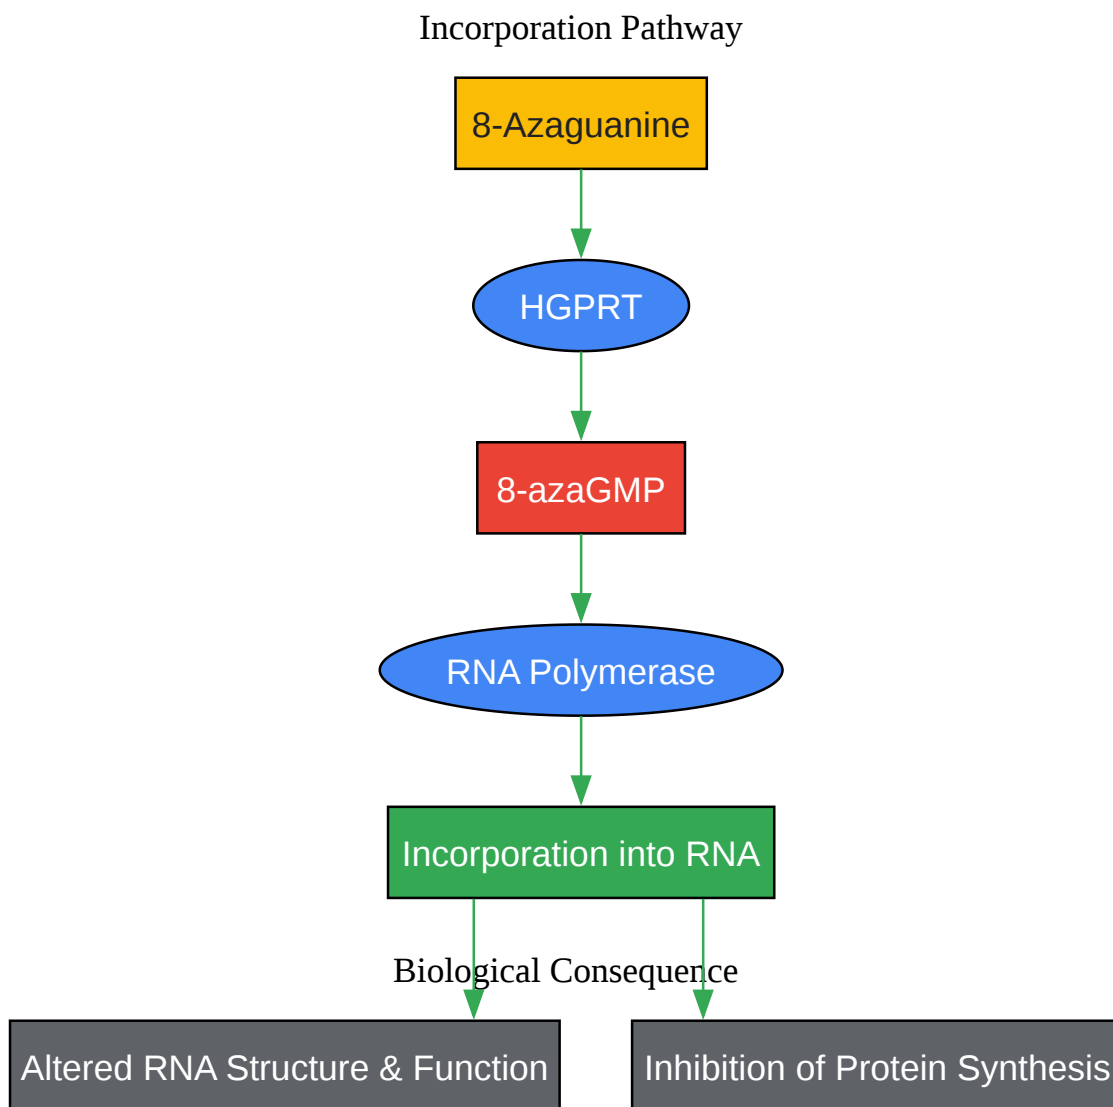 Incorporation Pathway
8-Azaguanine
HGPRT
8-azaGMP
RNA Polymerase
Incorporation into RNA
Biological Consequence
Altered RNA Structure & Function
Inhibition of Protein Synthesis